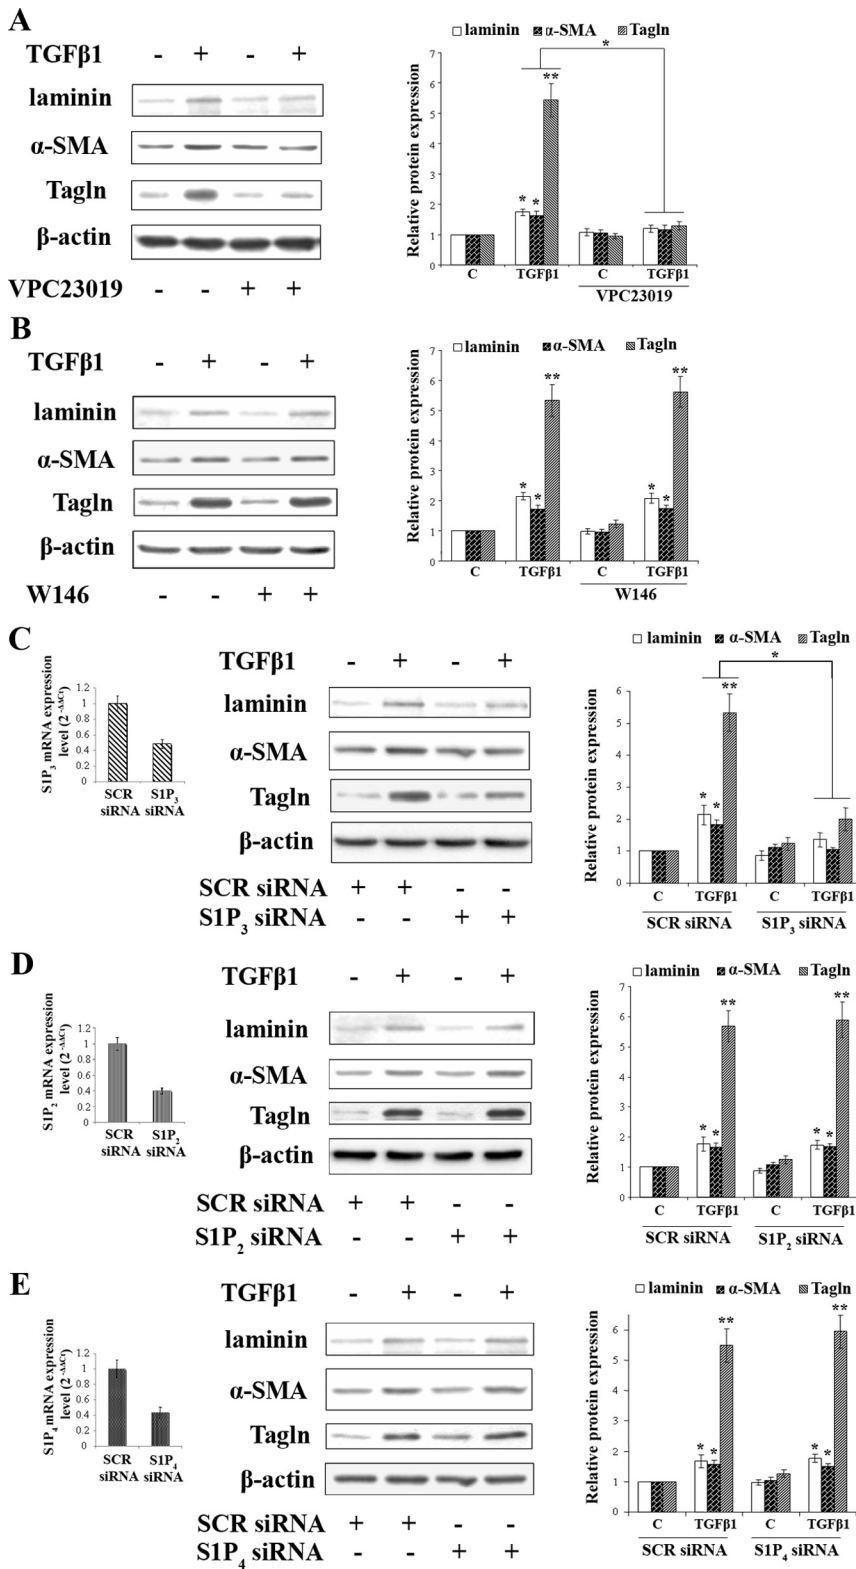 A
TGFβ1 - + - +
laminin
α-SMA
Tagln
β-actin
VPC23019 - - + +
laminin α-SMA Tagln
Relative protein expression
7
6
5
4
3
2
1
0
* * ** *
C TGFβ1 C TGFβ1
VPC23019
B
TGFβ1 - + - +
laminin
α-SMA
Tagln
β-actin
W146 - - + +
laminin α-SMA Tagln
Relative protein expression
7
6
5
4
3
2
1
0
* * ** * * **
C TGFβ1 C TGFβ1
W146
C
S1P3 mRNA expression
level (2 -ΔΔCt)
1.2
1
0.8
0.6
0.4
0.2
0
SCR S1P3
siRNA siRNA
TGFβ1 - + - +
laminin
α-SMA
Tagln
β-actin
SCR siRNA + + - -
S1P3 siRNA - - + +
laminin α-SMA Tagln
Relative protein expression
6
5
4
2
1
0
* * ** *
C TGFβ1 C TGFβ1
SCR siRNA S1P3 siRNA
D
S1P2 mRNA expression
level (2 -ΔΔCt)
1.2
1
0.8
0.6
0.4
0.2
0
SCR S1P2
siRNA siRNA
TGFβ1 - + - +
laminin
α-SMA
Tagln
β-actin
SCR siRNA + + - -
S1P2 siRNA - - + +
laminin α-SMA Tagln
Relative protein expression
7
6
5
4
3
2
1
0
* * ** * * **
C TGFβ1 C TGFβ1
SCR siRNA S1P2 siRNA
E
S1P4 mRNA expression
level (2 -ΔΔCt)
1.2
1
0.8
0.6
0.4
0.2
0
SCR S1P4
siRNA siRNA
TGFβ1 - + - +
laminin
α-SMA
Tagln
β-actin
SCR siRNA + + - -
S1P4 siRNA - - + +
laminin α-SMA Tagln
Relative protein expression
6
5
4
3
2
1
0
* * ** * * **
C TGFβ1 C TGFβ1
SCR siRNA S1P4 siRNA